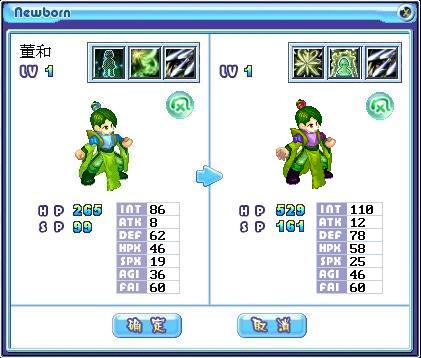 Newborn
董和
LV 1
LV 1
HP 265
SP 99
INT 86
ATK 8
DEF 62
HPX 46
SPX 19
AGI 36
FAI 60
HP 529
SP 161
INT 110
ATK 12
DEF 78
HPX 58
SPX 25
AGI 46
FAI 60
确定
取消